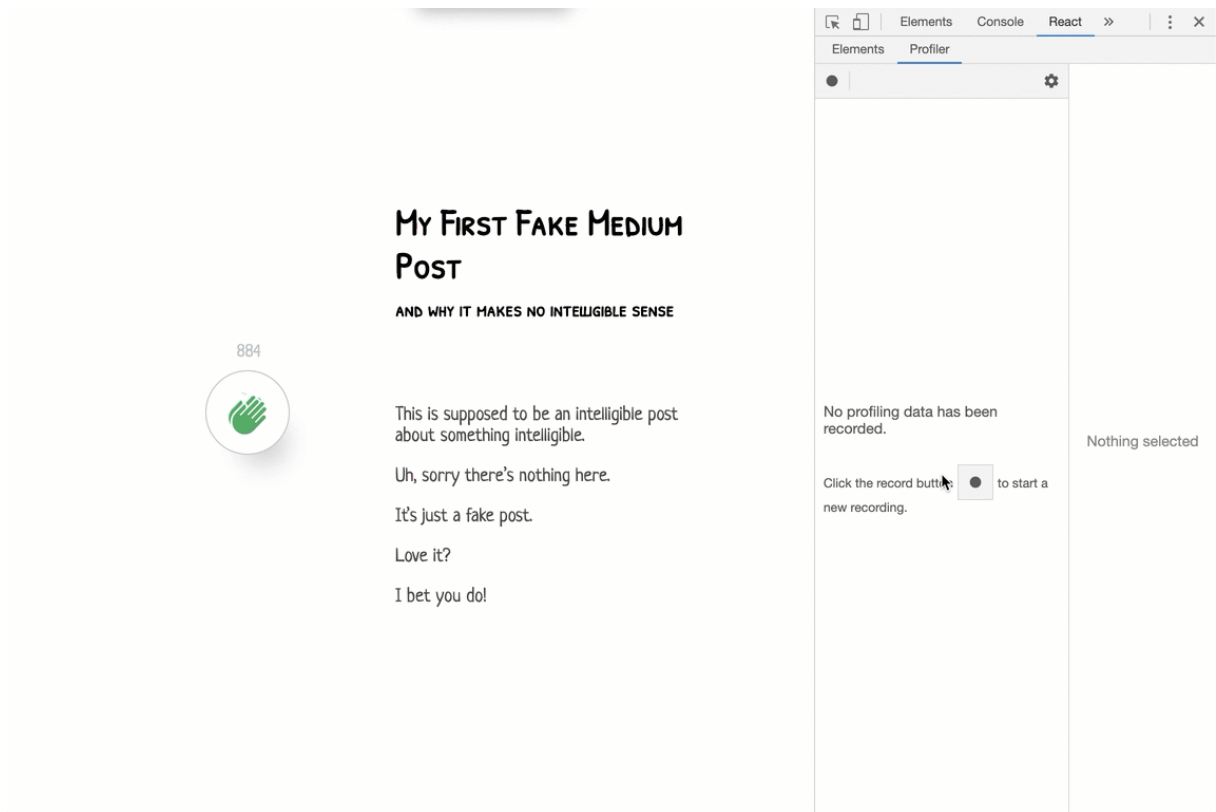 Elements Console React »
Elements Profiler
My First Fake Medium
Post
and why it makes no intelligible sense
884
This is supposed to be an intelligible post
about something intelligible.
Uh, sorry there's nothing here.
It's just a fake post.
Love it?
I bet you do!
No profiling data has been
recorded.
Click the record button to start a
new recording.
Nothing selected